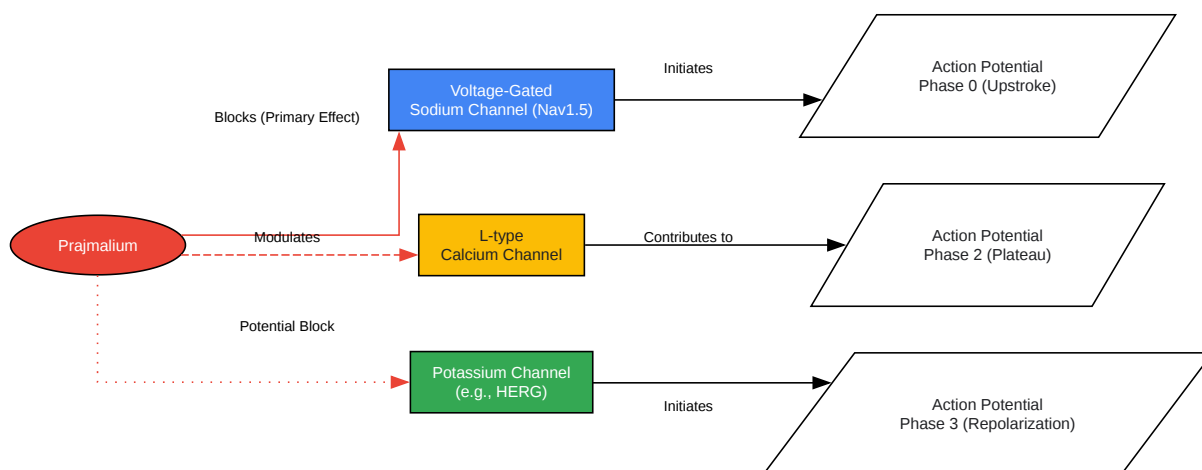 Initiates
Voltage-Gated
Sodium Channel (Nav1.5)
Action Potential
Phase 0 (Upstroke)
Blocks (Primary Effect)
Prajmalium
Modulates
L-type
Calcium Channel
Contributes to
Action Potential
Phase 2 (Plateau)
Potential Block
Potassium Channel
(e.g., HERG)
Initiates
Action Potential
Phase 3 (Repolarization)